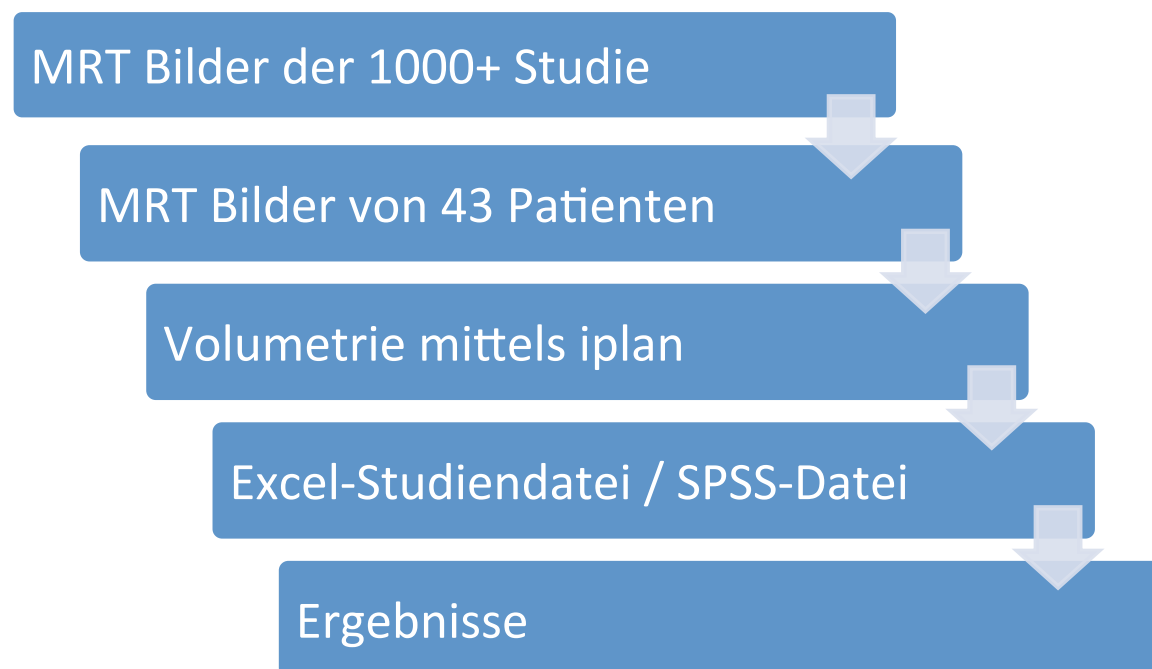 MRT Bilder der 1000+ Studie
MRT Bilder von 43 Patienten
Volumetrie mittels iplan
Excel-Studiendatei / SPSS-Datei
Ergebnisse